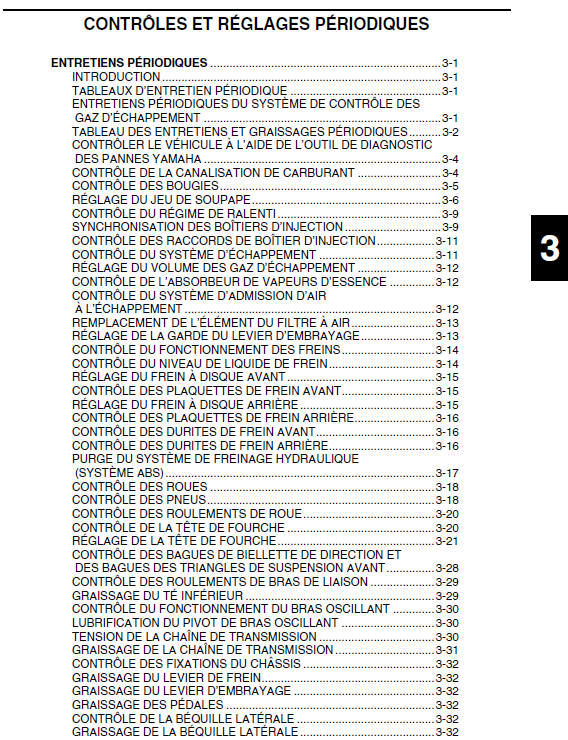 CONTRÔLES ET RÉGLAGES PÉRIODIQUES
ENTRETIENS PÉRIODIQUES ........ 3-1
INTRODUCTION ........ 3-1
TABLEAUX D'ENTRETIEN PÉRIODIQUE ........ 3-1
ENTRETIENS PÉRIODIQUES DU SYSTÈME DE CONTRÔLE DES
GAZ D'ÉCHAPPEMENT ........ 3-1
TABLEAU DES ENTRETIENS ET GRAISSAGES PÉRIODIQUES ........ 3-2
CONTRÔLER LE VÉHICULE À L'AIDE DE L'OUTIL DE DIAGNOSTIC
DES PANNES YAMAHA ........ 3-4
CONTRÔLE DE LA CANALISATION DE CARBURANT ........ 3-4
CONTRÔLE DES BOUGIES ........ 3-5
RÉGLAGE DU JEU DE SOUPAPE ........ 3-6
CONTRÔLE DU RÉGIME DE RALENTI ........ 3-9
SYNCHRONISATION DES BOÎTIERS D'INJECTION ........ 3-9
CONTRÔLE DES RACCORDS DE BOÎTIER D'INJECTION ........ 3-11
CONTRÔLE DU SYSTÈME D'ÉCHAPPEMENT ........ 3-11
RÉGLAGE DU VOLUME DES GAZ D'ÉCHAPPEMENT ........ 3-12
CONTRÔLE DE L'ABSORBEUR DE VAPEURS D'ESSENCE ........ 3-12
CONTRÔLE DU SYSTÈME D'ADMISSION D'AIR
À L'ÉCHAPPEMENT ........ 3-12
REMPLACEMENT DE L'ÉLÉMENT DU FILTRE À AIR ........ 3-13
RÉGLAGE DE LA GARDE DU LEVIER D'EMBRAYAGE ........ 3-13
CONTRÔLE DU FONCTIONNEMENT DES FREINS ........ 3-14
CONTRÔLE DU NIVEAU DE LIQUIDE DE FREIN ........ 3-14
RÉGLAGE DU FREIN À DISQUE AVANT ........ 3-15
CONTRÔLE DES PLAQUETTES DE FREIN AVANT ........ 3-15
RÉGLAGE DU FREIN À DISQUE ARRIÈRE ........ 3-15
CONTRÔLE DES PLAQUETTES DE FREIN ARRIÈRE ........ 3-16
CONTRÔLE DES DURITES DE FREIN AVANT ........ 3-16
CONTRÔLE DES DURITES DE FREIN ARRIÈRE ........ 3-16
PURGE DU SYSTÈME DE FREINAGE HYDRAULIQUE
(SYSTÈME ABS) ........ 3-17
CONTRÔLE DES ROUES ........ 3-18
CONTRÔLE DES PNEUS ........ 3-18
CONTRÔLE DES ROULEMENTS DE ROUE ........ 3-20
CONTRÔLE DE LA TÊTE DE FOURCHE ........ 3-20
RÉGLAGE DE LA TÊTE DE FOURCHE ........ 3-21
CONTRÔLE DES BAGUES DE BIELLETTE DE DIRECTION ET
DES BAGUES DES TRIANGLES DE SUSPENSION AVANT ........ 3-28
CONTRÔLE DES ROULEMENTS DE BRAS DE LIAISON ........ 3-29
GRAISSAGE DU TÉ INFÉRIEUR ........ 3-29
CONTRÔLE DU FONCTIONNEMENT DU BRAS OSCILLANT ........ 3-30
LUBRIFICATION DU PIVOT DE BRAS OSCILLANT ........ 3-30
TENSION DE LA CHAÎNE DE TRANSMISSION ........ 3-30
GRAISSAGE DE LA CHAÎNE DE TRANSMISSION ........ 3-31
CONTRÔLE DES FIXATIONS DU CHÂSSIS ........ 3-32
GRAISSAGE DU LEVIER DE FREIN ........ 3-32
GRAISSAGE DU LEVIER D'EMBRAYAGE ........ 3-32
GRAISSAGE DES PÉDALES ........ 3-32
CONTRÔLE DE LA BÉQUILLE LATÉRALE ........ 3-32
GRAISSAGE DE LA BÉQUILLE LATÉRALE ........ 3-32
3